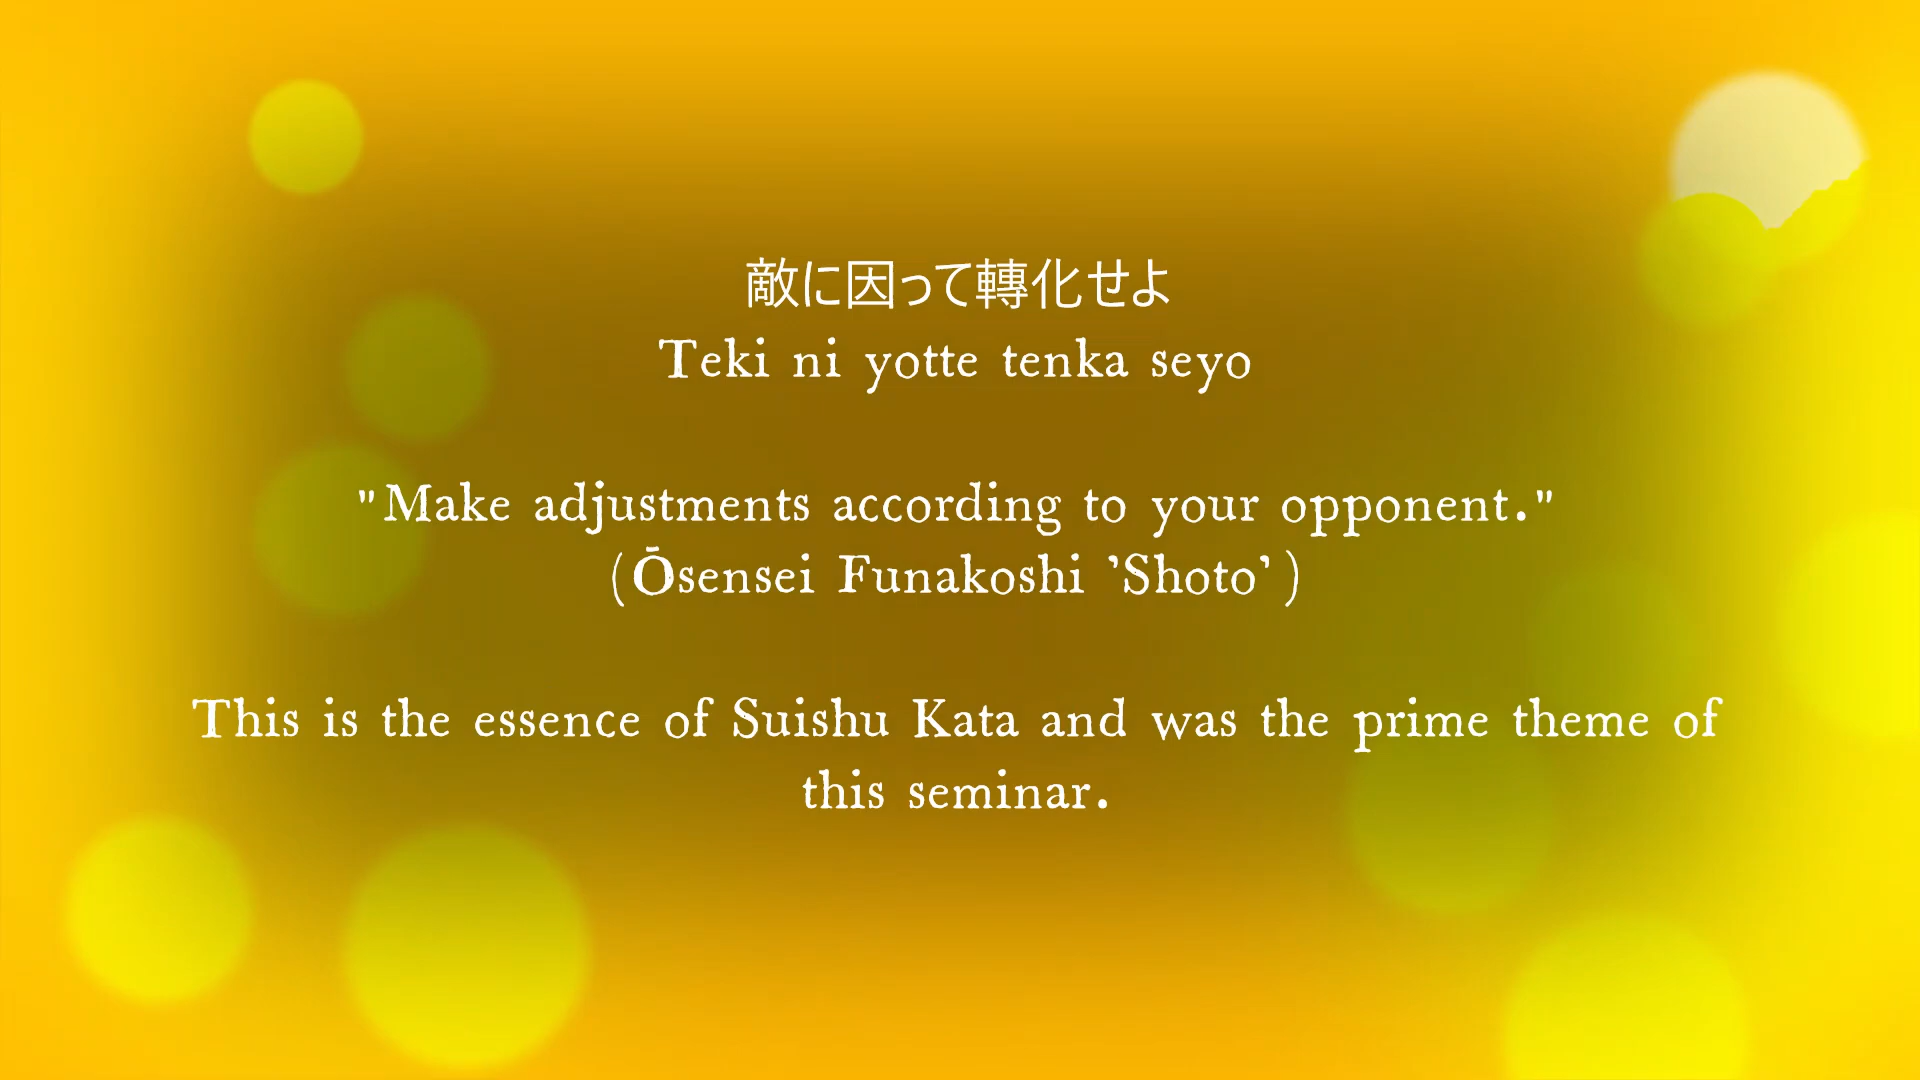 敵に因って轉化せよ
Teki ni yotte tenka seyo
"Make adjustments according to your opponent."
(Ōsensei Funakoshi 'Shoto')
This is the essence of Suishu Kata and was the prime theme of
this seminar.